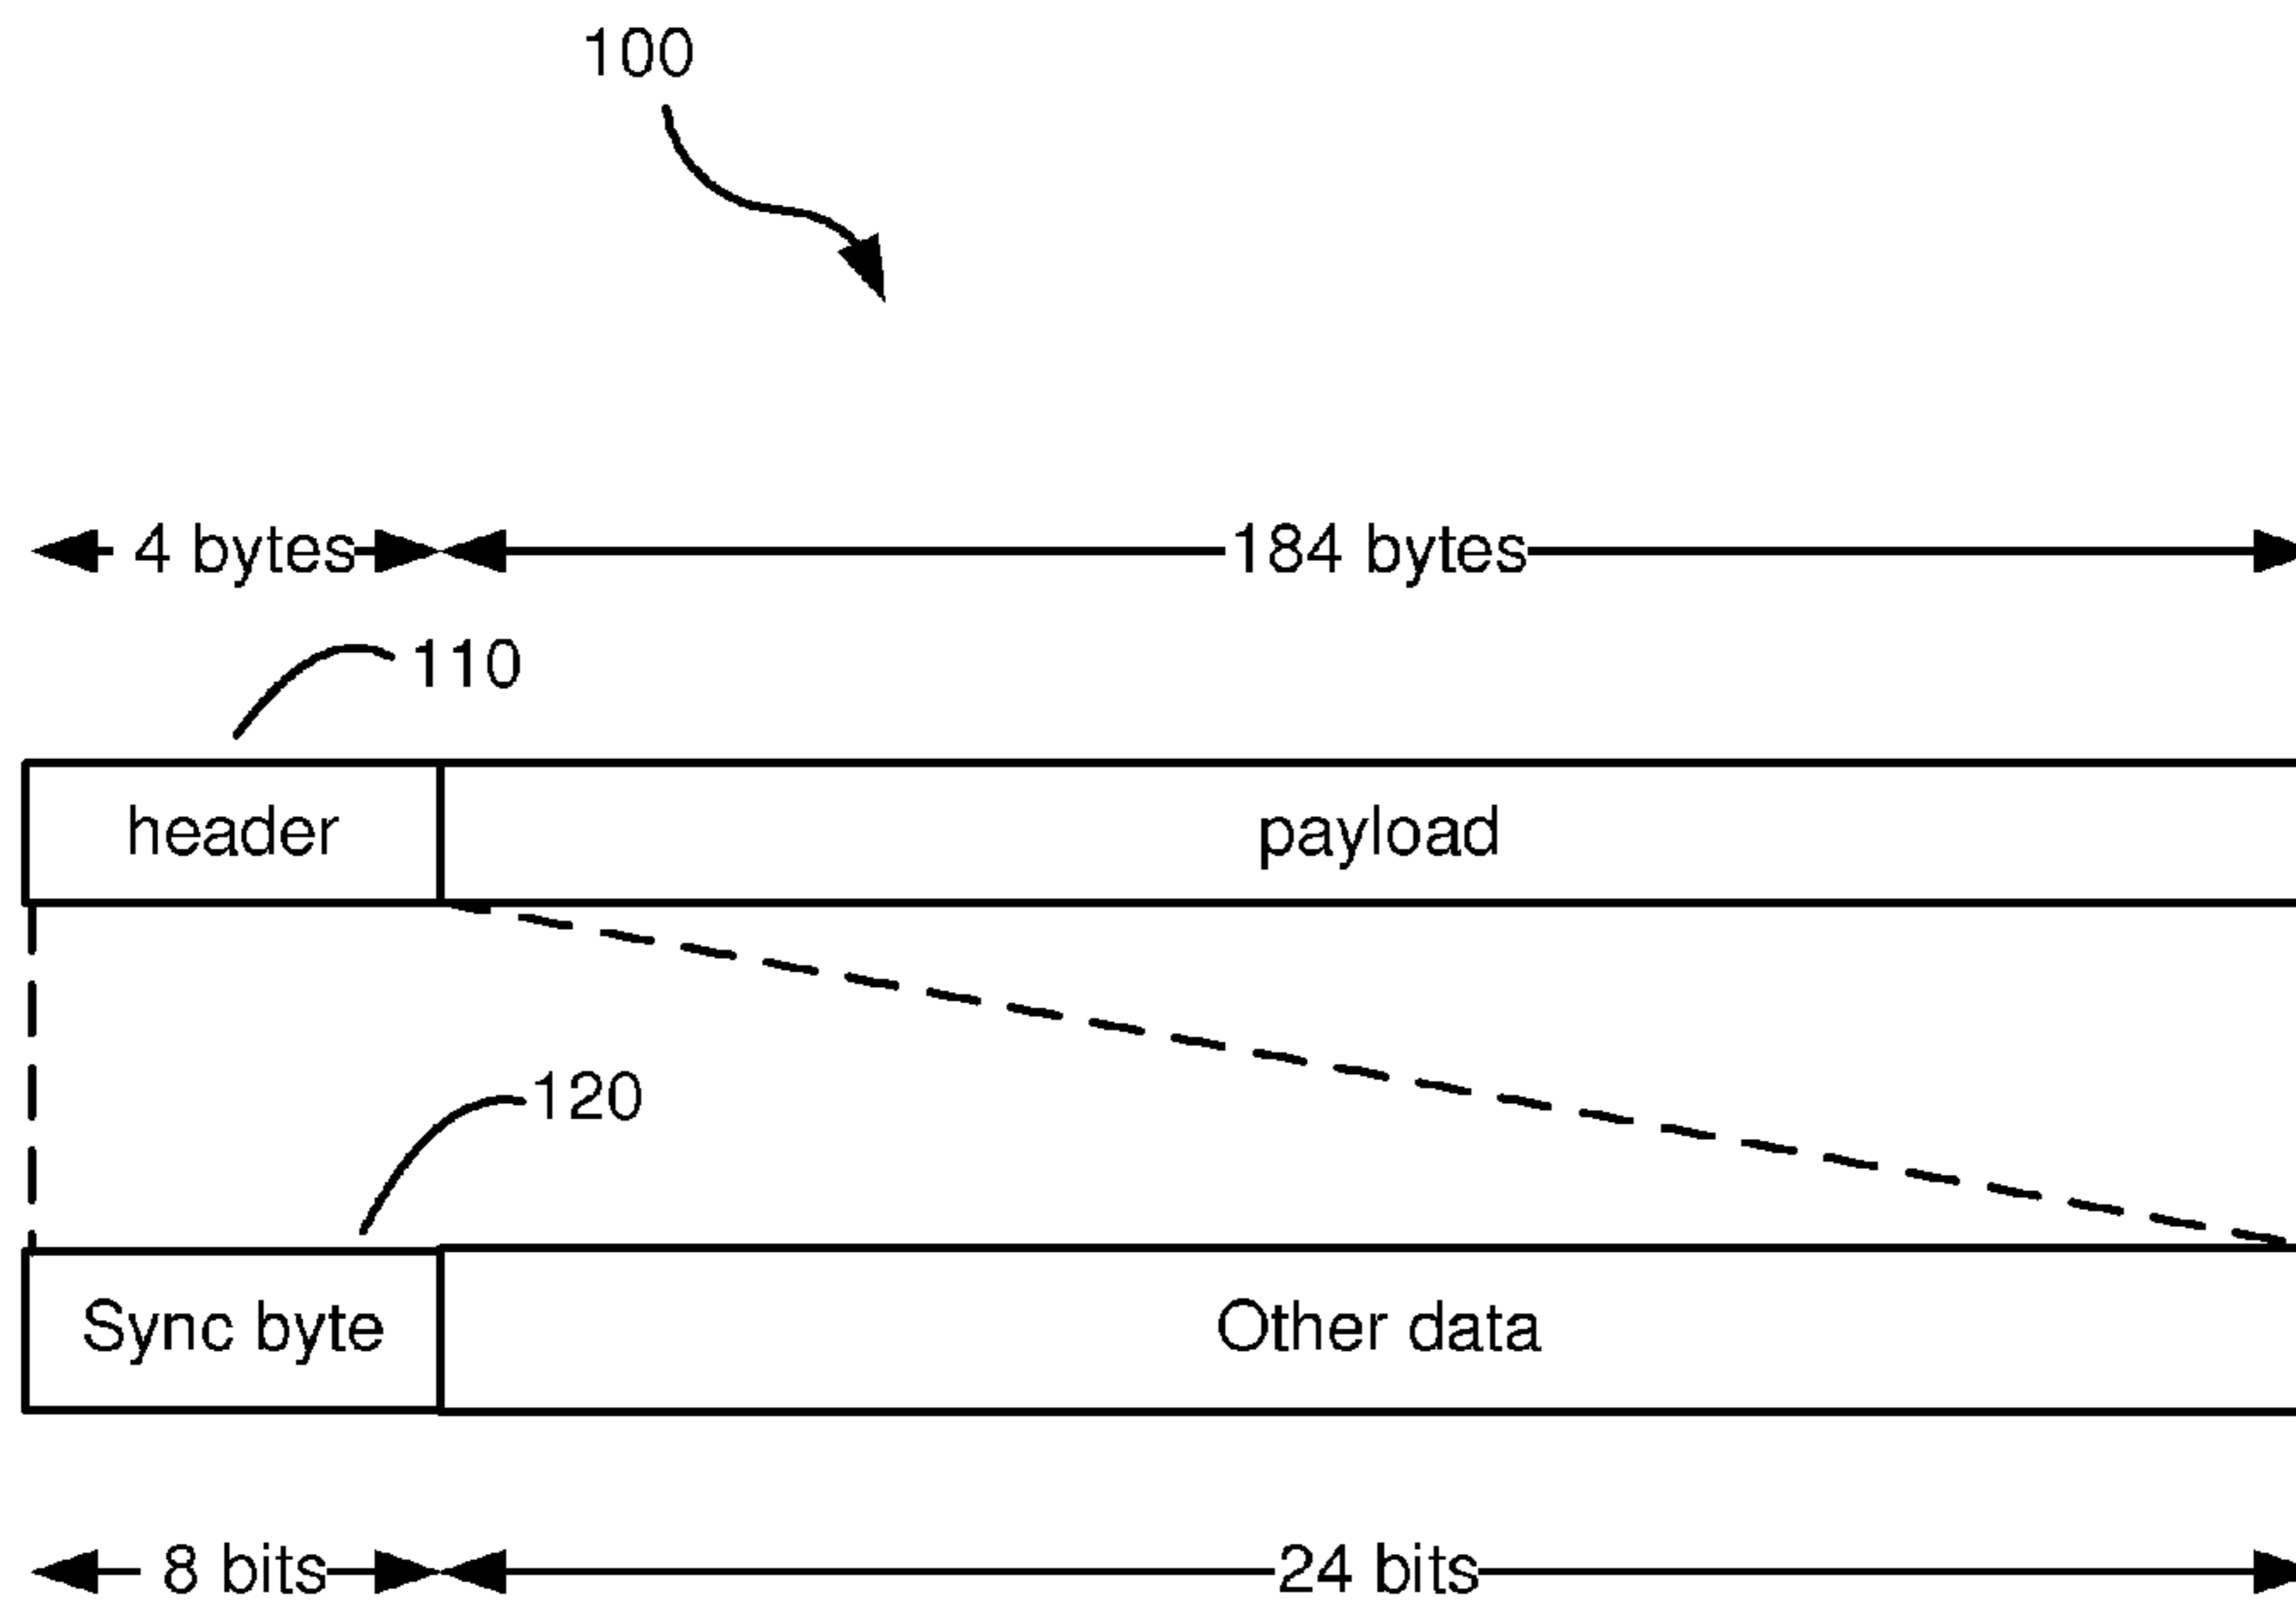 100
4 bytes
184 bytes
110
header
payload
120
Sync byte
Other data
8 bits
24 bits